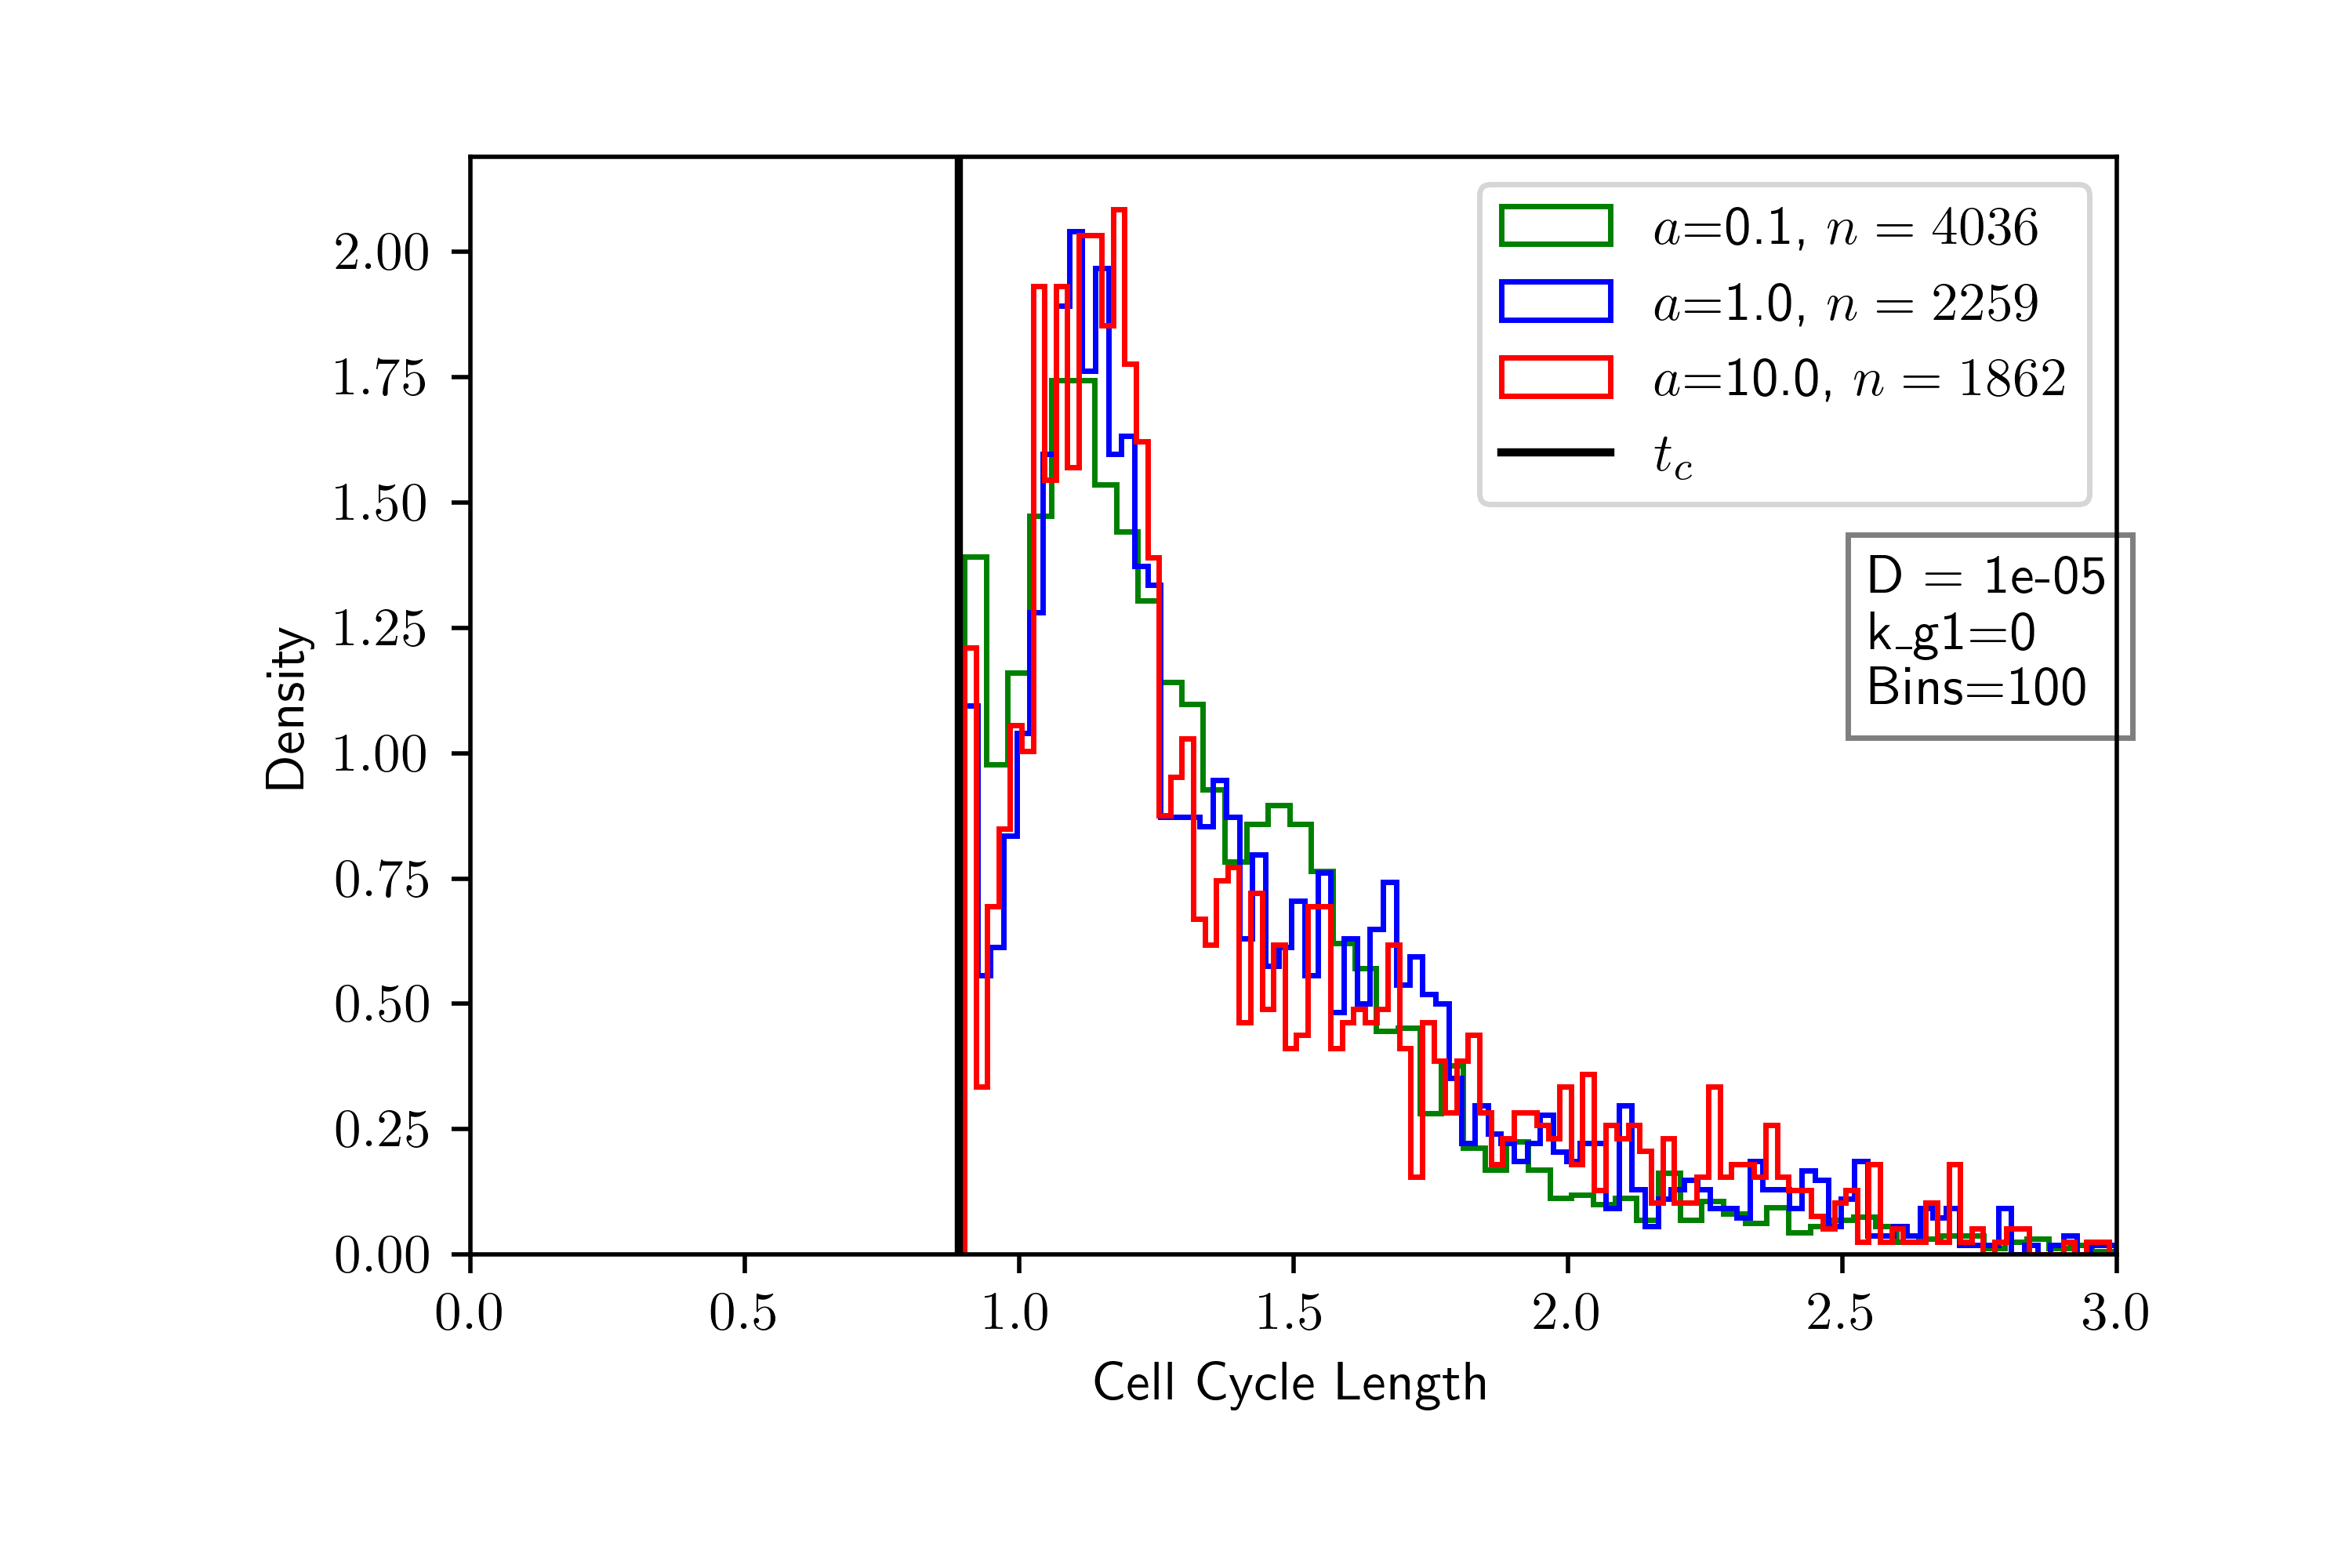 a=0.1, n = 4036
a=1.0, n = 2259
a=10.0, n = 1862
t_c
D = 1e-05
k_g1=0
Bins=100
Density
2.00
1.75
1.50
1.25
1.00
0.75
0.50
0.25
0.00
0.0 0.5 1.0 1.5 2.0 2.5 3.0
Cell Cycle Length